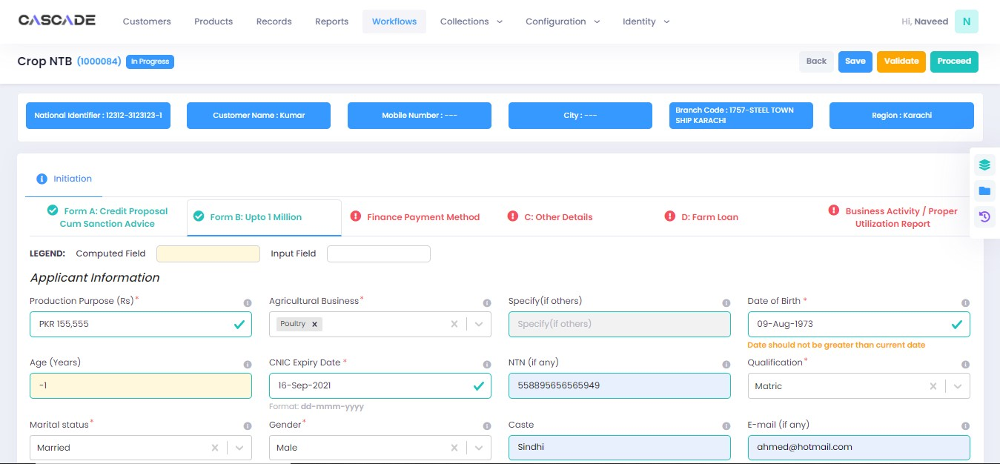 CASCADE Customers Products Records Reports Workflows Collections Configuration Identity Hi, Naveed N
Crop NTB (1000084) In Progress Back Save Validate Proceed
National Identifier : 12312-3123123-1 Customer Name : Kumar Mobile Number : --- City : --- Branch Code : 1757-STEEL TOWN SHIP KARACHI Region : Karachi
Initiation
Form A: Credit Proposal Cum Sanction Advice Form B: Upto 1 Million Finance Payment Method C: Other Details D: Farm Loan Business Activity / Proper Utilization Report
LEGEND: Computed Field Input Field
Applicant Information
Production Purpose (Rs)* Agricultural Business* Specify(if others) Date of Birth *
PKR 155,555 Poultry x Specify(if others) 09-Aug-1973
Date should not be greater than current date
Age (Years) CNIC Expiry Date * NTN (if any) Qualification*
-1 16-Sep-2021 558895656565949 Matric
Format: dd-mmm-yyyy
Marital status* Gender* Caste E-mail (if any)
Married Male Sindhi ahmed@hotmail.com